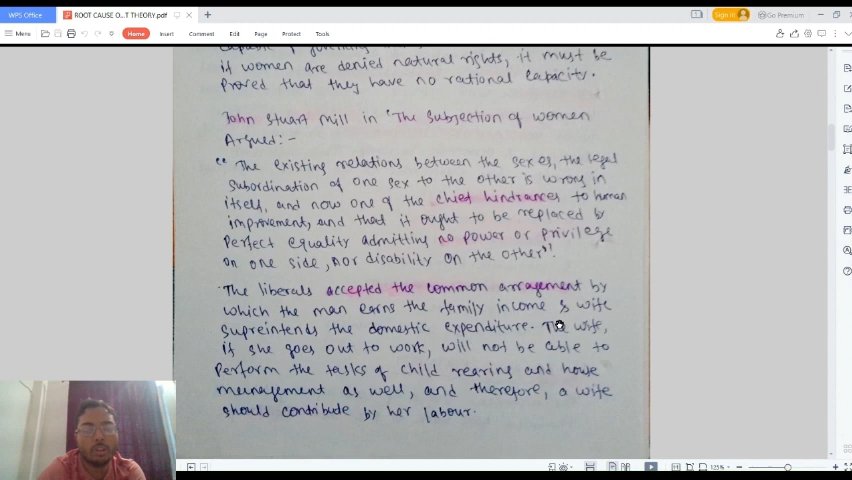 WPS Office
ROOT CAUSE O...T THEORY.pdf
Sign in
Go Premium
Menu
Home
Insert
Comment
Edit
Page
Protect
Tools
if women are denied natural rights, it must be
proved that they have no rational capacity.
John Stuart Mill in "The Subjection of women
Argued:-
"The existing relations between the sexes, the legal
subordination of one sex to the other is wrong in
itself, and now one of the chief hindrances to human
improvement, and that it ought to be replaced by
perfect equality admitting no power or privilege
on one side, nor disability on the other".
The liberals accepted the common arragement by
which the man earns the family income & wife
supreintends the domestic expenditure. The wife,
if she goes out to work, will not be able to
perform the tasks of child rearing and house
menagement as well, and therefore, a wife
should contribute by her labour.
125%